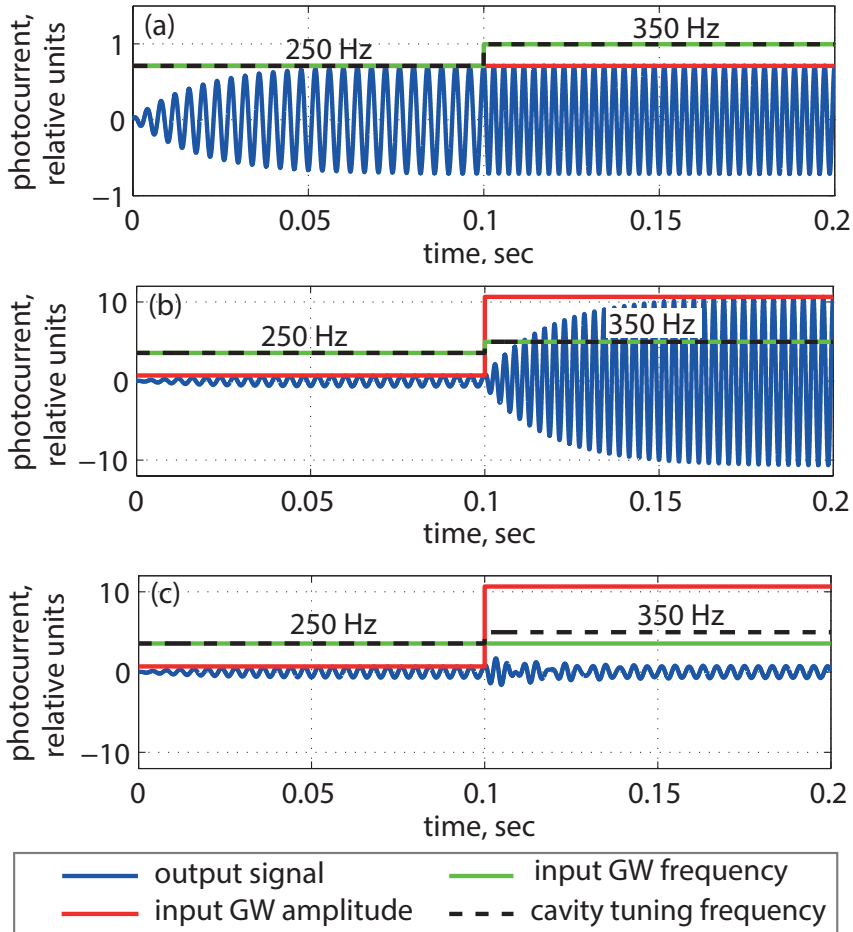 (a)
250 Hz
350 Hz
photocurrent,
relative units
1
0
−1
0
0.05
0.1
0.15
0.2
time, sec
(b)
250 Hz
350 Hz
photocurrent,
relative units
10
0
−10
0
0.05
0.1
0.15
0.2
time, sec
(c)
250 Hz
350 Hz
photocurrent,
relative units
10
0
−10
0
0.05
0.1
0.15
0.2
time, sec
output signal
input GW frequency
input GW amplitude
cavity tuning frequency